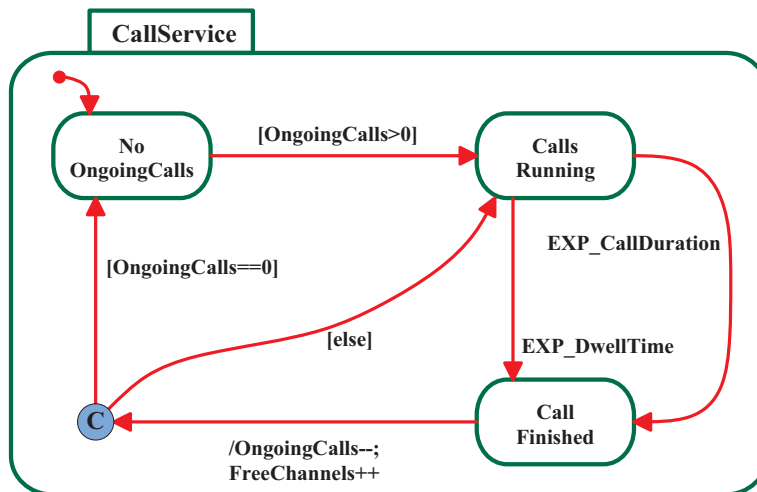 CallService
No
OngoingCalls
[OngoingCalls>0]
Calls
Running
EXP_CallDuration
[OngoingCalls==0]
[else]
EXP_DwellTime
C
Call
Finished
/OngoingCalls--;
FreeChannels++